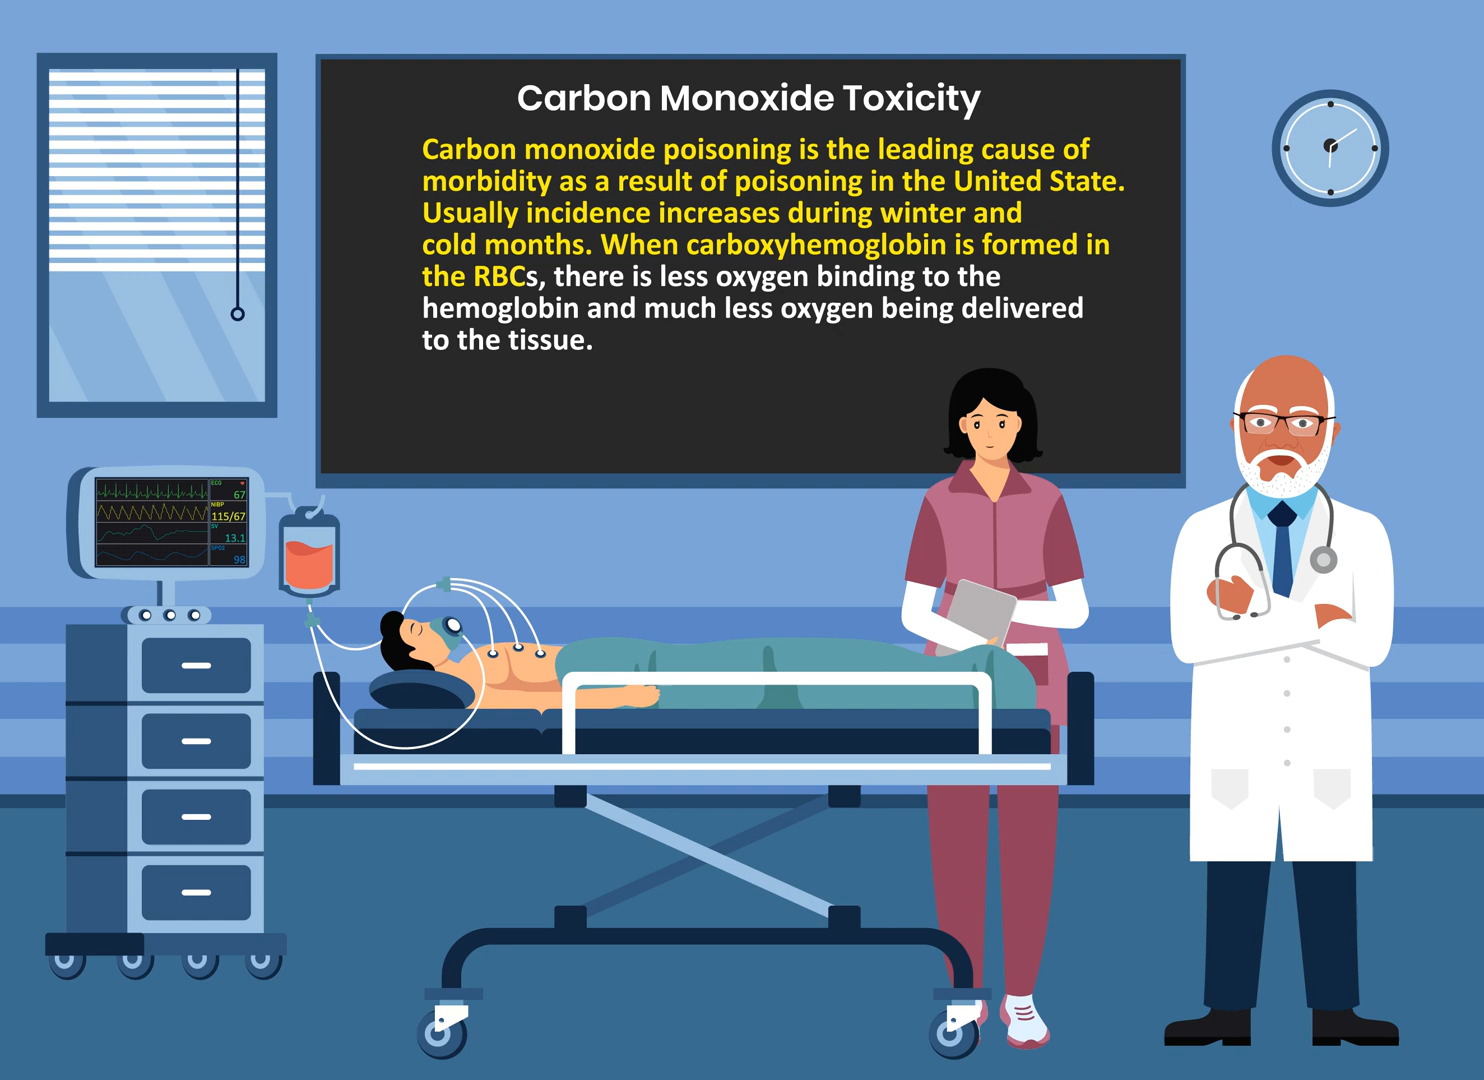 Carbon Monoxide Toxicity
Carbon monoxide poisoning is the leading cause of
morbidity as a result of poisoning in the United State.
Usually incidence increases during winter and
cold months. When carboxyhemoglobin is formed in
the RBCs, there is less oxygen binding to the
hemoglobin and much less oxygen being delivered
to the tissue.
ECG
67
NIBP
115/67
SV
13.1
SPO2
98